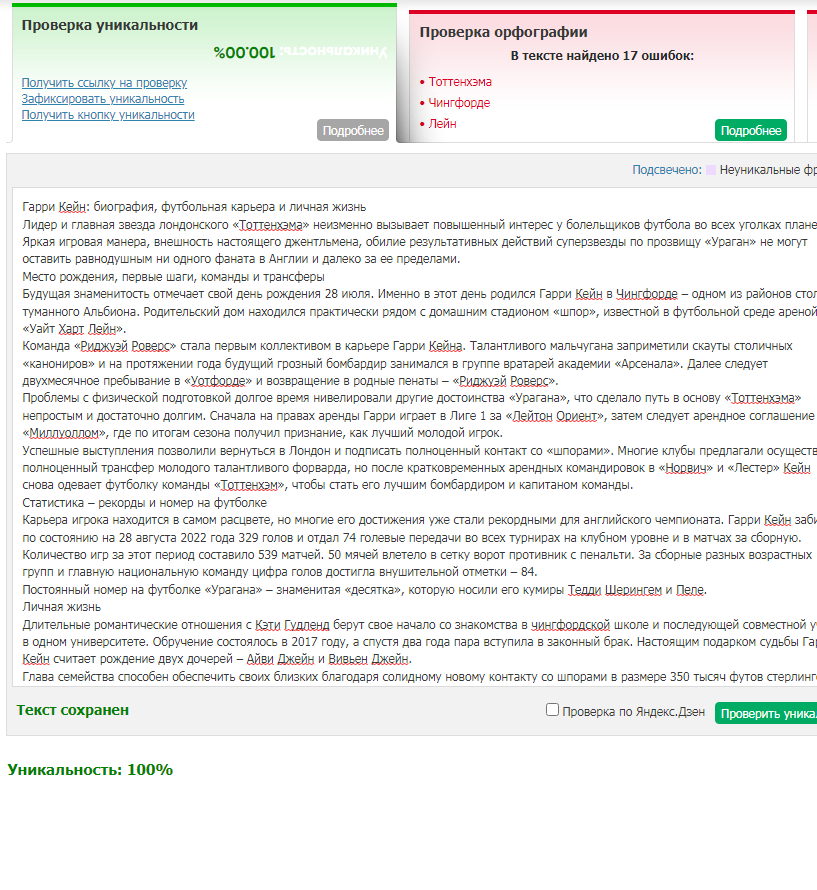 Проверка уникальности
Уникальность: 100.00%
Получить ссылку на проверку
Зафиксировать уникальность
Получить кнопку уникальности
Подробнее
Проверка орфографии
В тексте найдено 17 ошибок:
• Тоттенхэма
• Чингфорде
• Лейн
Подробнее
Подсвечено: Неуникальные фр
Гарри Кейн: биография, футбольная карьера и личная жизнь
Лидер и главная звезда лондонского «Тоттенхэма» неизменно вызывает повышенный интерес у болельщиков футбола во всех уголках плане
Яркая игровая манера, внешность настоящего джентльмена, обилие результативных действий суперзвезды по прозвищу «Ураган» не могут
оставить равнодушным ни одного фаната в Англии и далеко за ее пределами.
Место рождения, первые шаги, команды и трансферы
Будущая знаменитость отмечает свой день рождения 28 июля. Именно в этот день родился Гарри Кейн в Чингфорде – одном из районов стол
туманного Альбиона. Родительский дом находился практически рядом с домашним стадионом «шпор», известной в футбольной среде ареной
«Уайт Харт Лейн».
Команда «Риджуэй Роверс» стала первым коллективом в карьере Гарри Кейна. Талантливого мальчугана заприметили скауты столичных
«канониров» и на протяжении года будущий грозный бомбардир занимался в группе вратарей академии «Арсенала». Далее следует
двухмесячное пребывание в «Уотфорде» и возвращение в родные пенаты – «Риджуэй Роверс».
Проблемы с физической подготовкой долгое время нивелировали другие достоинства «Урагана», что сделало путь в основу «Тоттенхэма»
непростым и достаточно долгим. Сначала на правах аренды Гарри играет в Лиге 1 за «Лейтон Ориент», затем следует арендное соглашение
«Миллуоллом», где по итогам сезона получил признание, как лучший молодой игрок.
Успешные выступления позволили вернуться в Лондон и подписать полноценный контакт со «шпорами». Многие клубы предлагали осуществ
полноценный трансфер молодого талантливого форварда, но после кратковременных арендных командировок в «Норвич» и «Лестер» Кейн
снова одевает футболку команды «Тоттенхэм», чтобы стать его лучшим бомбардиром и капитаном команды.
Статистика – рекорды и номер на футболке
Карьера игрока находится в самом расцвете, но многие его достижения уже стали рекордными для английского чемпионата. Гарри Кейн заби
по состоянию на 28 августа 2022 года 329 голов и отдал 74 голевые передачи во всех турнирах на клубном уровне и в матчах за сборную.
Количество игр за этот период составило 539 матчей. 50 мячей влетело в сетку ворот противник с пенальти. За сборные разных возрастных
групп и главную национальную команду цифра голов достигла внушительной отметки – 84.
Постоянный номер на футболке «Урагана» – знаменитая «десятка», которую носили его кумиры Тедди Шерингем и Пеле.
Личная жизнь
Длительные романтические отношения с Кэти Гудленд берут свое начало со знакомства в чингфордской школе и последующей совместной уч
в одном университете. Обручение состоялось в 2017 году, а спустя два года пара вступила в законный брак. Настоящим подарком судьбы Гар
Кейн считает рождение двух дочерей – Айви Джейн и Вивьен Джейн.
Глава семейства способен обеспечить своих близких благодаря солидному новому контакту со шпорами в размере 350 тысяч футов стерлинго
Текст сохранен
Проверка по Яндекс.Дзен
Проверить уника
Уникальность: 100%